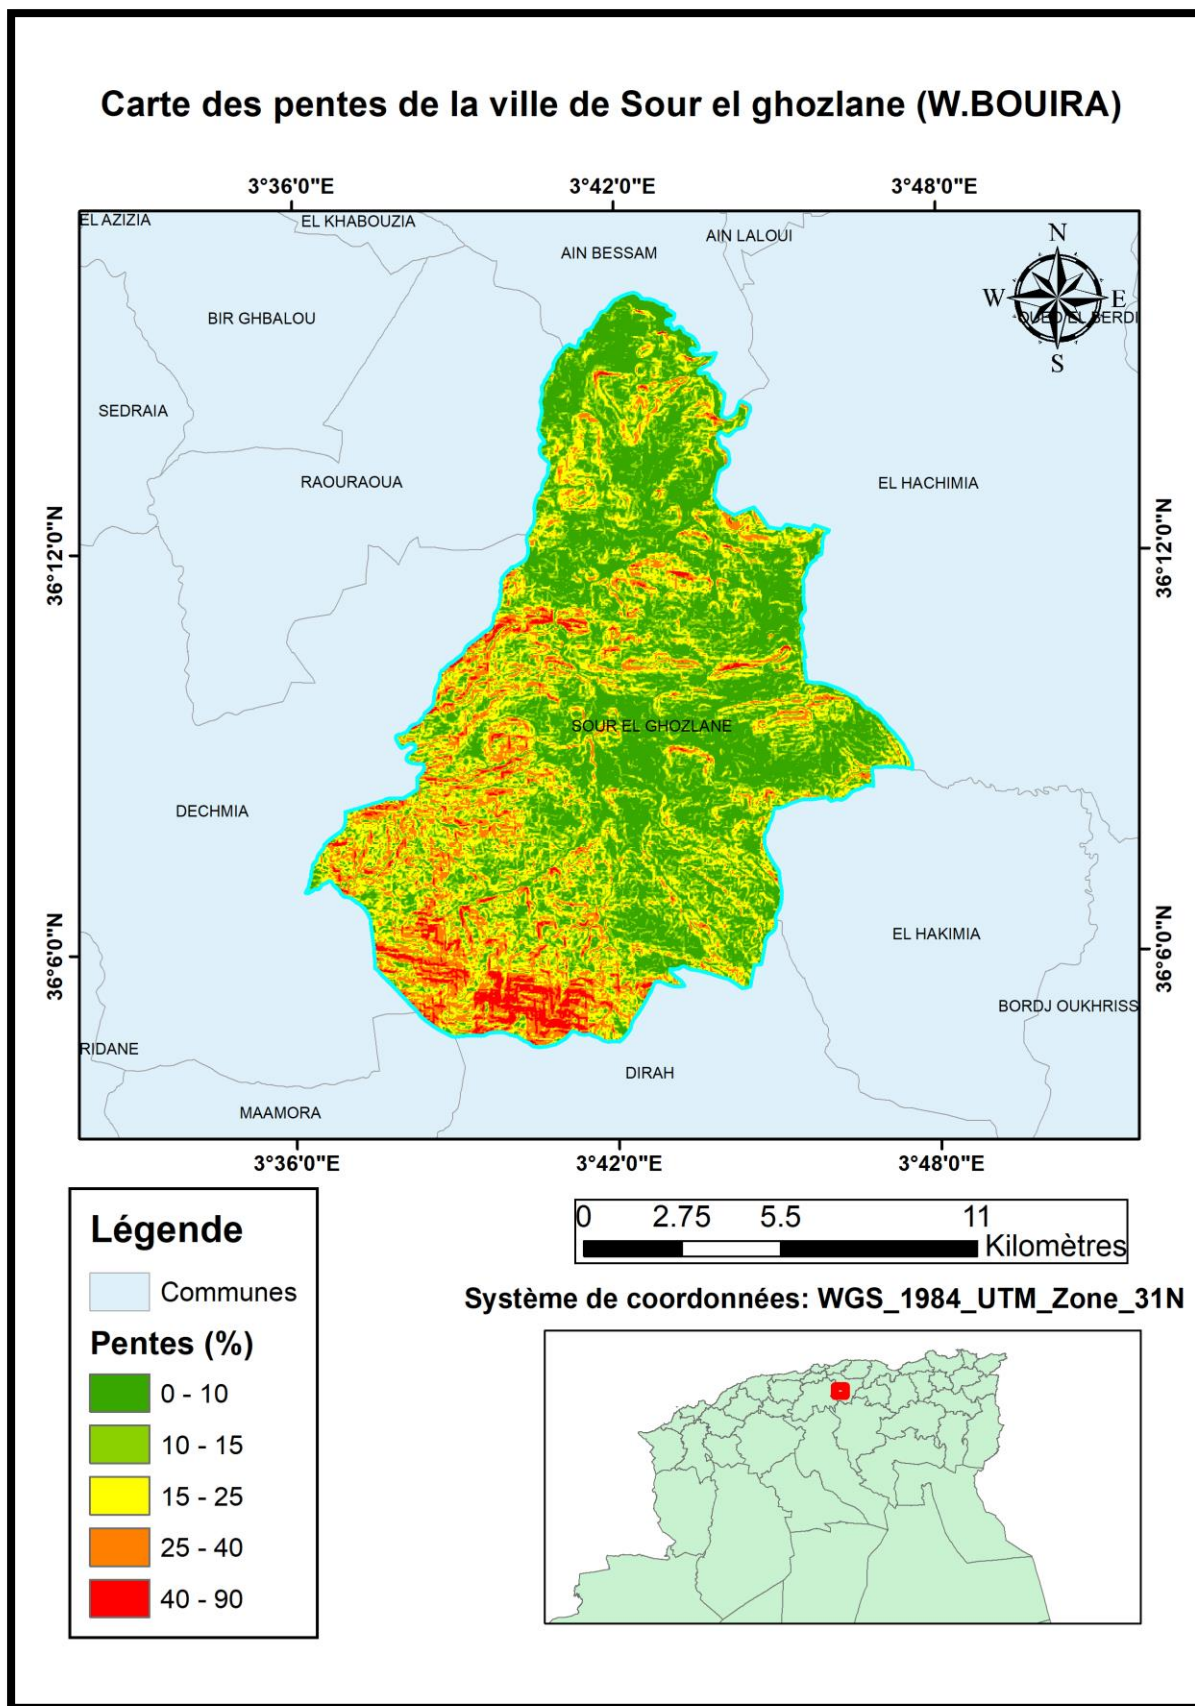 Carte des pentes de la ville de Sour el ghozlane (W.BOUIRA)
3°36'0"E 3°42'0"E 3°48'0"E
EL AZIZIA
EL KHABOUZIA
AIN LALOUI
AIN BESSAM
N
W E
S
BIR GHBALOU
OUED EL BERDI
SEDRAIA
RAOURAOUA
EL HACHIMIA
36°12'0"N
36°12'0"N
SOUR EL GHOZLANE
DECHMIA
EL HAKIMIA
36°6'0"N
36°6'0"N
BORDJ OUKHRISS
RIDANE
DIRAH
MAAMORA
3°36'0"E 3°42'0"E 3°48'0"E
Légende
Communes
Pentes (%)
0 - 10
10 - 15
15 - 25
25 - 40
40 - 90
0 2.75 5.5 11
Kilomètres
Système de coordonnées: WGS_1984_UTM_Zone_31N